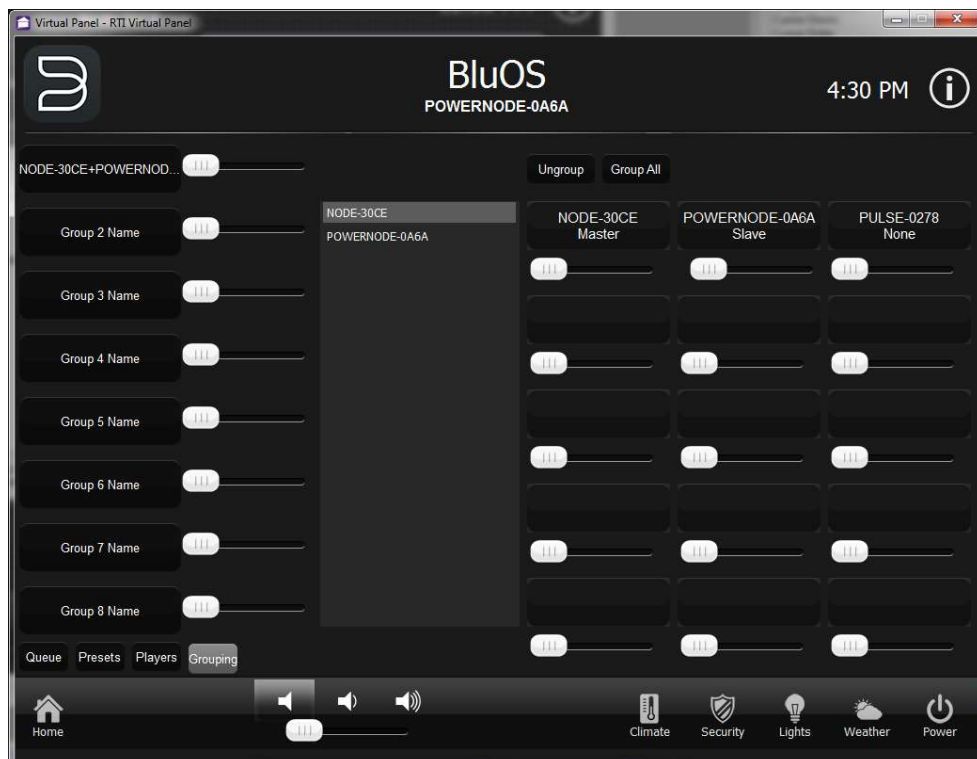 Virtual Panel - RTI Virtual Panel
BluOS
POWERNODE-0A6A
4:30 PM
NODE-30CE+POWERNOD...
Group 2 Name
Group 3 Name
Group 4 Name
Group 5 Name
Group 6 Name
Group 7 Name
Group 8 Name
NODE-30CE
POWERNODE-0A6A
Ungroup Group All
NODE-30CE
Master
POWERNODE-0A6A
Slave
PULSE-0278
None
Queue Presets Players Grouping
Home
Climate Security Lights Weather Power